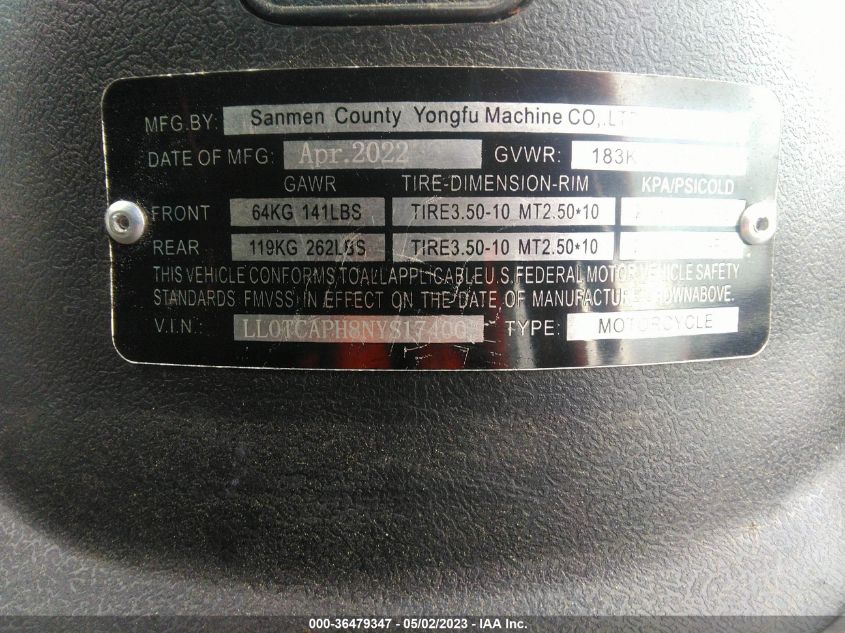 MFG.BY: Sanmen County Yongfu Machine CO,.LT
DATE OF MFG: Apr.2022 GVWR: 183K
GAWR TIRE-DIMENSION-RIM KPA/PSICOLD
FRONT 64KG 141LBS TIRE3.50-10 MT2.50*10
REAR 119KG 262LBS TIRE3.50-10 MT2.50*10
THIS VEHICLE CONFORMS TO ALL APPLICABLE U.S. FEDERAL MOTOR VEHICLE SAFETY
STANDARDS FMVSS IN EFFECT ON THE DATE OF MANUFACTURE SHOWN ABOVE.
V.I.N.: TYPE: MOTORCYCLE
000-36479347 - 05/02/2023 - IAA Inc.